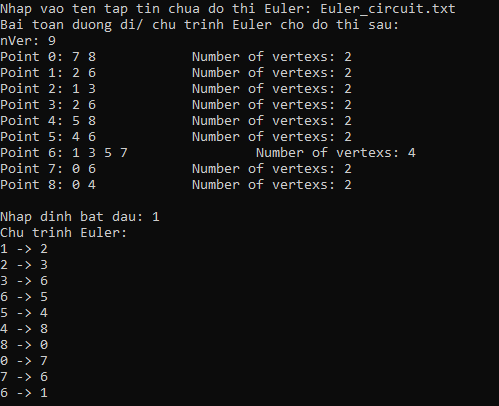 Nhap vao ten tap tin chua do thi Euler: Euler_circuit.txt
Bai toan duong di/ chu trinh Euler cho do thi sau:
nVer: 9
Point 0: 7 8 Number of vertexs: 2
Point 1: 2 6 Number of vertexs: 2
Point 2: 1 3 Number of vertexs: 2
Point 3: 2 6 Number of vertexs: 2
Point 4: 5 8 Number of vertexs: 2
Point 5: 4 6 Number of vertexs: 2
Point 6: 1 3 5 7 Number of vertexs: 4
Point 7: 0 6 Number of vertexs: 2
Point 8: 0 4 Number of vertexs: 2
Nhap dinh bat dau: 1
Chu trinh Euler:
1 -> 2
2 -> 3
3 -> 6
6 -> 5
5 -> 4
4 -> 8
8 -> 0
0 -> 7
7 -> 6
6 -> 1